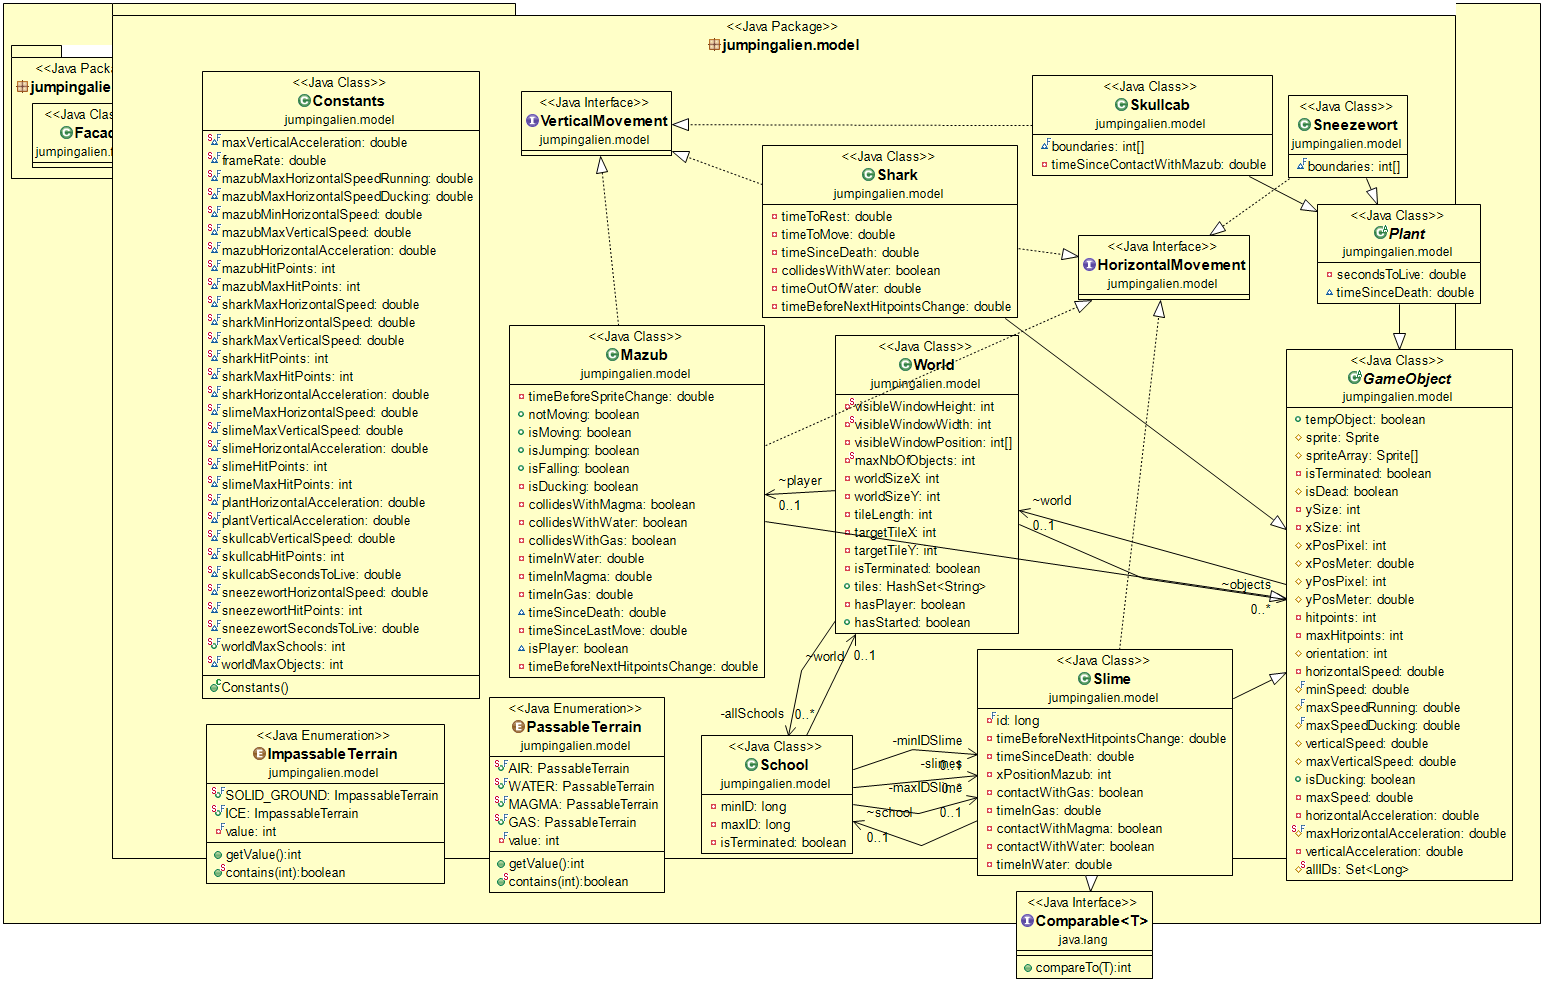 <<Java Package>>
jumpingalien.model
<<Java Pack
jumpingalie
<<Java Clas
Facad
jumpingalien.
<<Java Class>>
Constants
jumpingalien.model
maxVerticalAcceleration: double
frameRate: double
mazubMaxHorizontalSpeedRunning: double
mazubMaxHorizontalSpeedDucking: double
mazubMinHorizontalSpeed: double
mazubMaxVerticalSpeed: double
mazubHorizontalAcceleration: double
mazubHitPoints: int
mazubMaxHitPoints: int
sharkMaxHorizontalSpeed: double
sharkMinHorizontalSpeed: double
sharkMaxVerticalSpeed: double
sharkHitPoints: int
sharkMaxHitPoints: int
sharkHorizontalAcceleration: double
slimeMaxHorizontalSpeed: double
slimeMaxVerticalSpeed: double
slimeHorizontalAcceleration: double
slimeHitPoints: int
slimeMaxHitPoints: int
plantHorizontalAcceleration: double
plantVerticalAcceleration: double
skullcabVerticalSpeed: double
skullcabHitPoints: int
skullcabSecondsToLive: double
sneezewortHorizontalSpeed: double
sneezewortHitPoints: int
sneezewortSecondsToLive: double
worldMaxSchools: int
worldMaxObjects: int
Constants()
<<Java Interface>>
VerticalMovement
jumpingalien.model
<<Java Class>>
Skullcab
jumpingalien.model
boundaries: int[]
timeSinceContactWithMazub: double
<<Java Class>>
Sneezewort
jumpingalien.model
boundaries: int[]
<<Java Class>>
Shark
jumpingalien.model
timeToRest: double
timeToMove: double
timeSinceDeath: double
collidesWithWater: boolean
timeOutOfWater: double
timeBeforeNextHitpointsChange: double
<<Java Interface>>
HorizontalMovement
jumpingalien.model
<<Java Class>>
Plant
jumpingalien.model
secondsToLive: double
timeSinceDeath: double
<<Java Class>>
Mazub
jumpingalien.model
timeBeforeSpriteChange: double
notMoving: boolean
isMoving: boolean
isJumping: boolean
isFalling: boolean
isDucking: boolean
collidesWithMagma: boolean
collidesWithWater: boolean
collidesWithGas: boolean
timeInWater: double
timeInMagma: double
timeInGas: double
timeSinceDeath: double
timeSinceLastMove: double
isPlayer: boolean
timeBeforeNextHitpointsChange: double
~player
0..1
<<Java Class>>
World
jumpingalien.model
visibleWindowHeight: int
visibleWindowWidth: int
visibleWindowPosition: int[]
maxNbOfObjects: int
worldSizeX: int
worldSizeY: int
tileLength: int
targetTileX: int
targetTileY: int
isTerminated: boolean
tiles: HashSet<String>
hasPlayer: boolean
hasStarted: boolean
~world
0..1
~objects
0..*
<<Java Class>>
GameObject
jumpingalien.model
tempObject: boolean
sprite: Sprite
spriteArray: Sprite[]
isTerminated: boolean
isDead: boolean
ySize: int
xSize: int
xPosPixel: int
xPosMeter: double
yPosPixel: int
yPosMeter: double
hitpoints: int
maxHitpoints: int
orientation: int
horizontalSpeed: double
minSpeed: double
maxSpeedRunning: double
maxSpeedDucking: double
verticalSpeed: double
maxVerticalSpeed: double
isDucking: boolean
maxSpeed: double
horizontalAcceleration: double
maxHorizontalAcceleration: double
verticalAcceleration: double
allIDs: Set<Long>
~world
0..1
-allSchools
0..*
<<Java Class>>
School
jumpingalien.model
minID: long
maxID: long
isTerminated: boolean
-minIDSlime
0..1
-slimes
0..*
-maxIDSlime
0..1
~school
0..1
<<Java Class>>
Slime
jumpingalien.model
id: long
timeBeforeNextHitpointsChange: double
timeSinceDeath: double
xPositionMazub: int
contactWithGas: boolean
timeInGas: double
contactWithMagma: boolean
contactWithWater: boolean
timeInWater: double
<<Java Enumeration>>
ImpassableTerrain
jumpingalien.model
SOLID_GROUND: ImpassableTerrain
ICE: ImpassableTerrain
value: int
getValue():int
contains(int):boolean
<<Java Enumeration>>
PassableTerrain
jumpingalien.model
AIR: PassableTerrain
WATER: PassableTerrain
MAGMA: PassableTerrain
GAS: PassableTerrain
value: int
getValue():int
contains(int):boolean
<<Java Interface>>
Comparable<T>
java.lang
compareTo(T):int